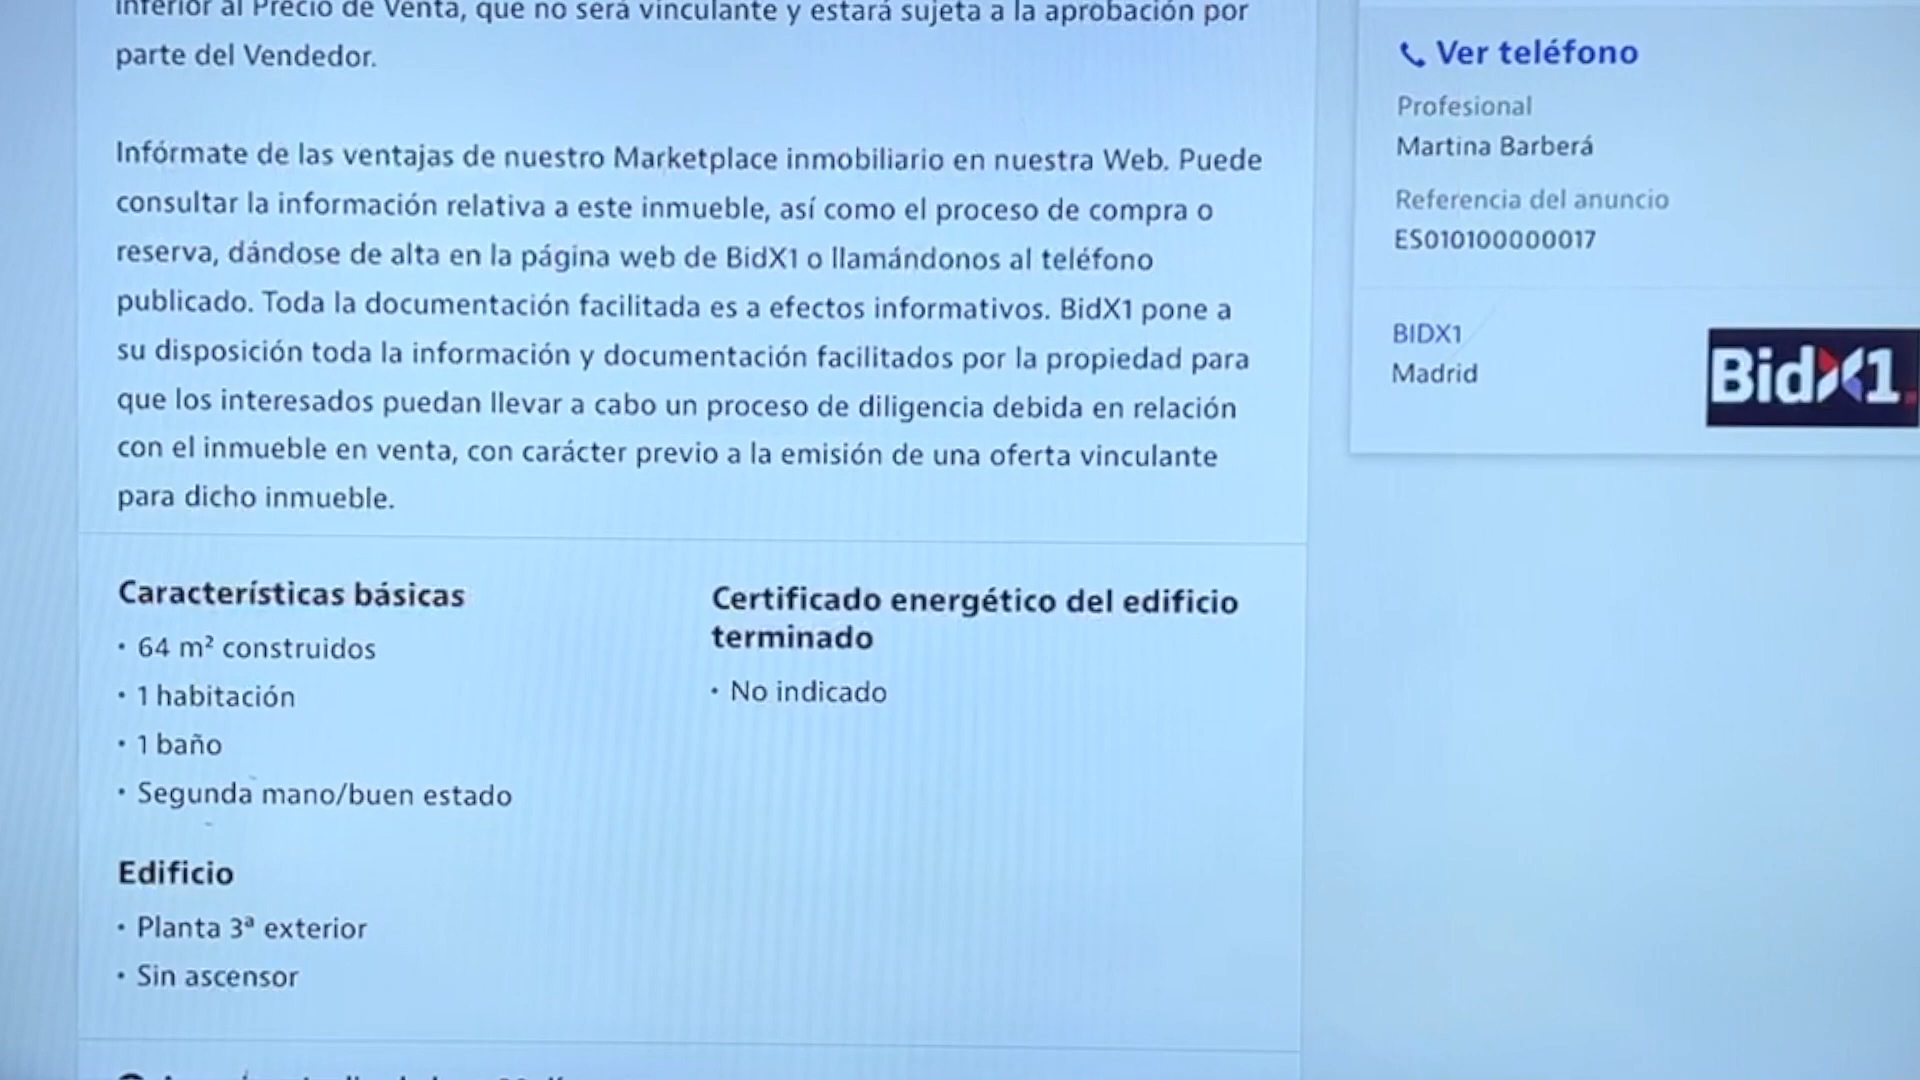 inferior al Precio de Venta, que no será vinculante y estará sujeta a la aprobación por
parte del Vendedor.
Infórmate de las ventajas de nuestro Marketplace inmobiliario en nuestra Web. Puede
consultar la información relativa a este inmueble, así como el proceso de compra o
reserva, dándose de alta en la página web de BidX1 o llamándonos al teléfono
publicado. Toda la documentación facilitada es a efectos informativos. BidX1 pone a
su disposición toda la información y documentación facilitados por la propiedad para
que los interesados puedan llevar a cabo un proceso de diligencia debida en relación
con el inmueble en venta, con carácter previo a la emisión de una oferta vinculante
para dicho inmueble.
Características básicas
• 64 m² construidos
• 1 habitación
• 1 baño
• Segunda mano/buen estado
Edificio
• Planta 3ª exterior
• Sin ascensor
Certificado energético del edificio
terminado
• No indicado
Ver teléfono
Profesional
Martina Barberá
Referencia del anuncio
ES010100000017
BIDX1
Madrid
BidX1.